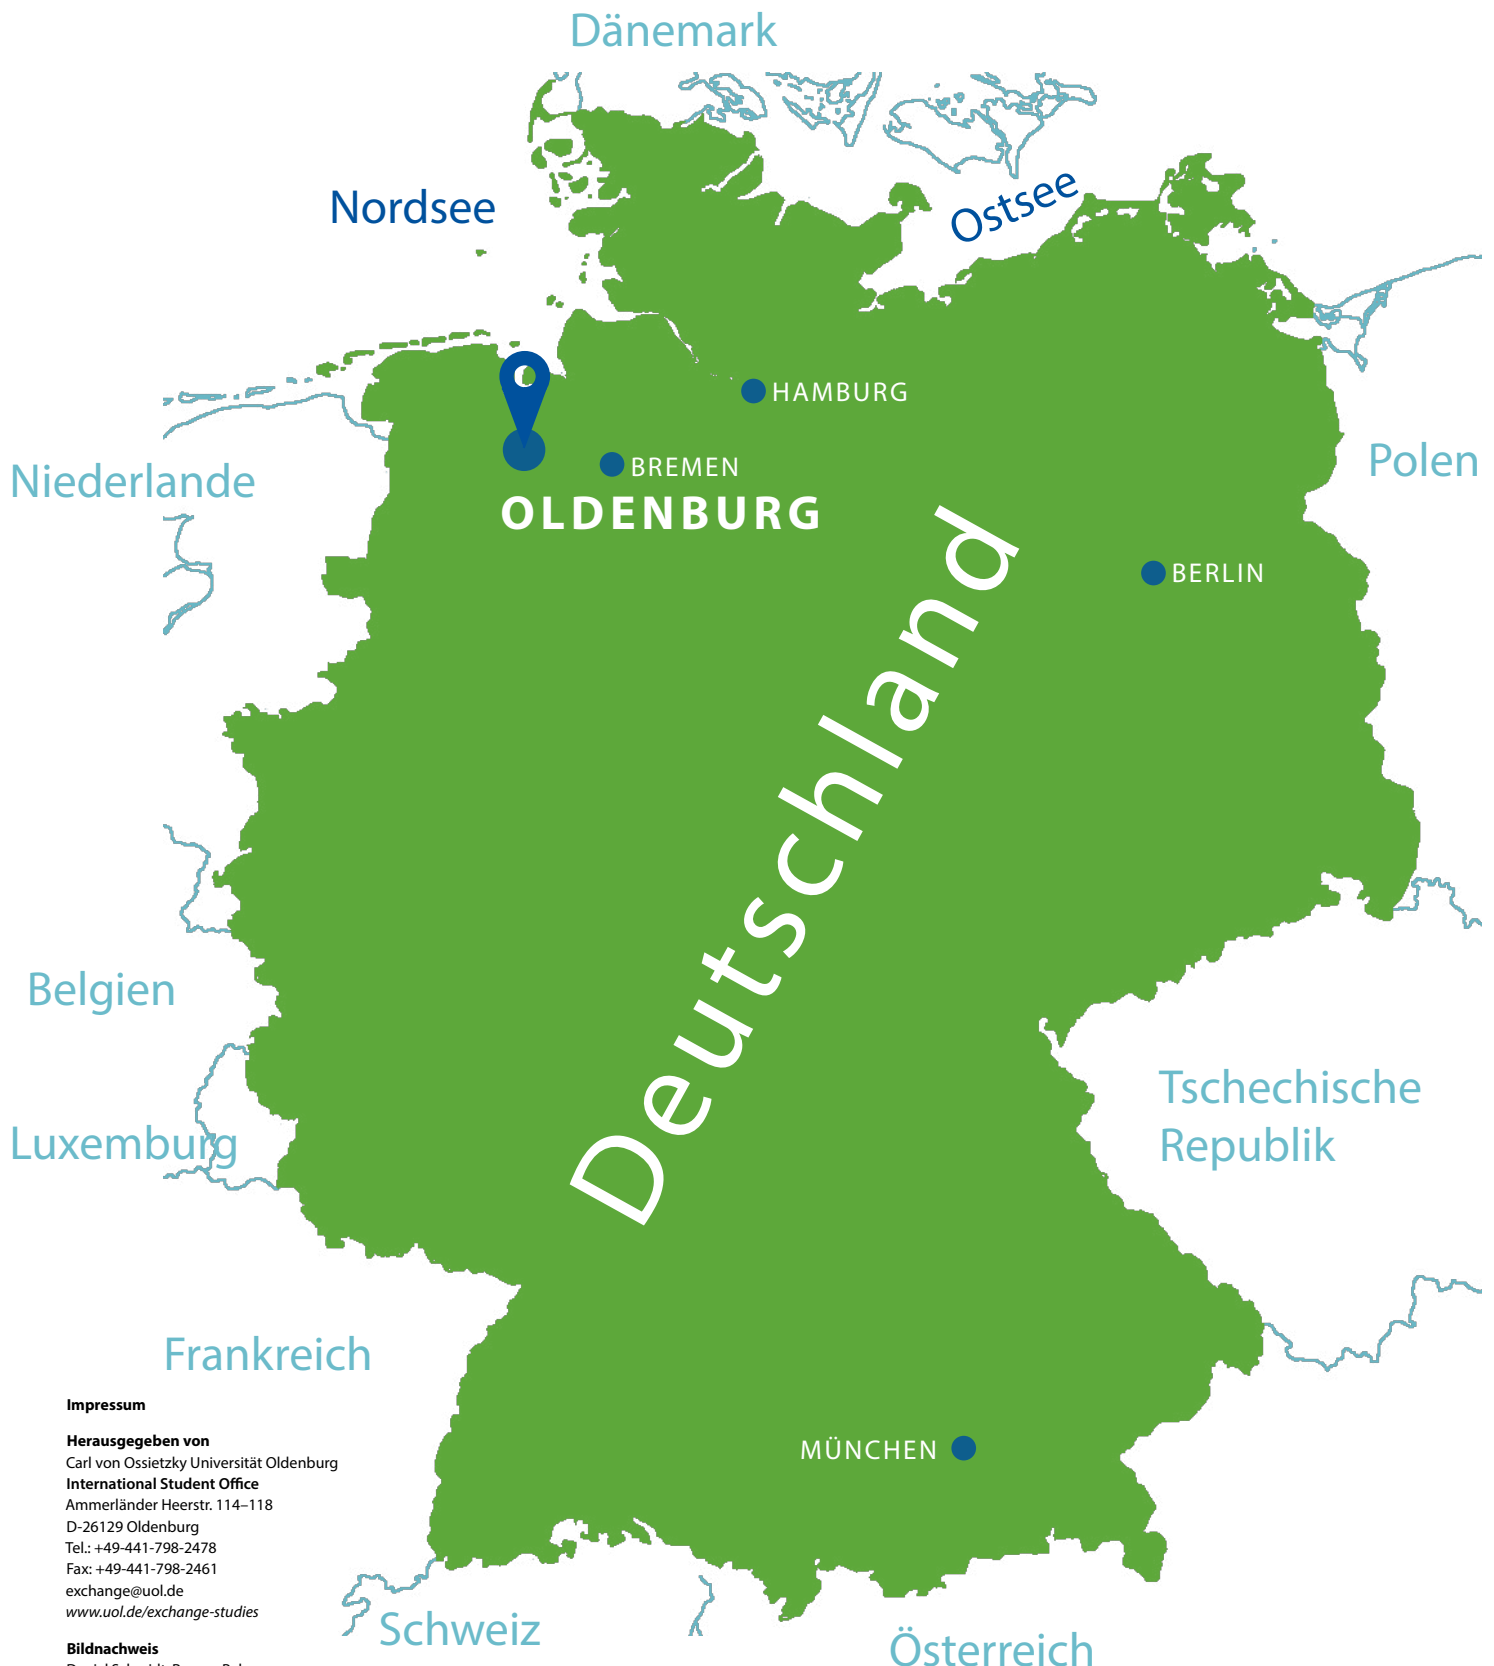 Dänemark
Nordsee
Ostsee
HAMBURG
Niederlande
BREMEN
Polen
OLDENBURG
BERLIN
Deutschland
Belgien
Tschechische
Republik
Luxemburg
Frankreich
MÜNCHEN
Schweiz
Österreich
Impressum
Herausgegeben von
Carl von Ossietzky Universität Oldenburg
International Student Office
Ammerländer Heerstr. 114–118
D-26129 Oldenburg
Tel.: +49-441-798-2478
Fax: +49-441-798-2461
exchange@uol.de
www.uol.de/exchange-studies
Bildnachweis